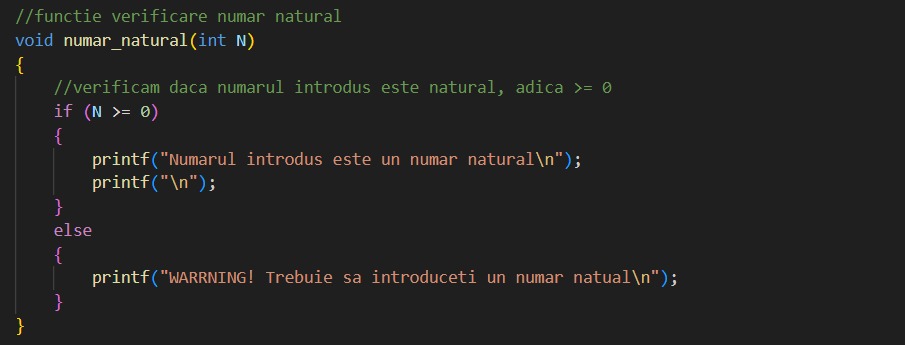 //functie verificare numar natural
void numar_natural(int N)
{
    //verificam daca numarul introdus este natural, adica >= 0
    if (N >= 0)
    {
        printf("Numarul introdus este un numar natural\n");
        printf("\n");
    }
    else
    {
        printf("WARRNING! Trebuie sa introduceti un numar natual\n");
    }
}